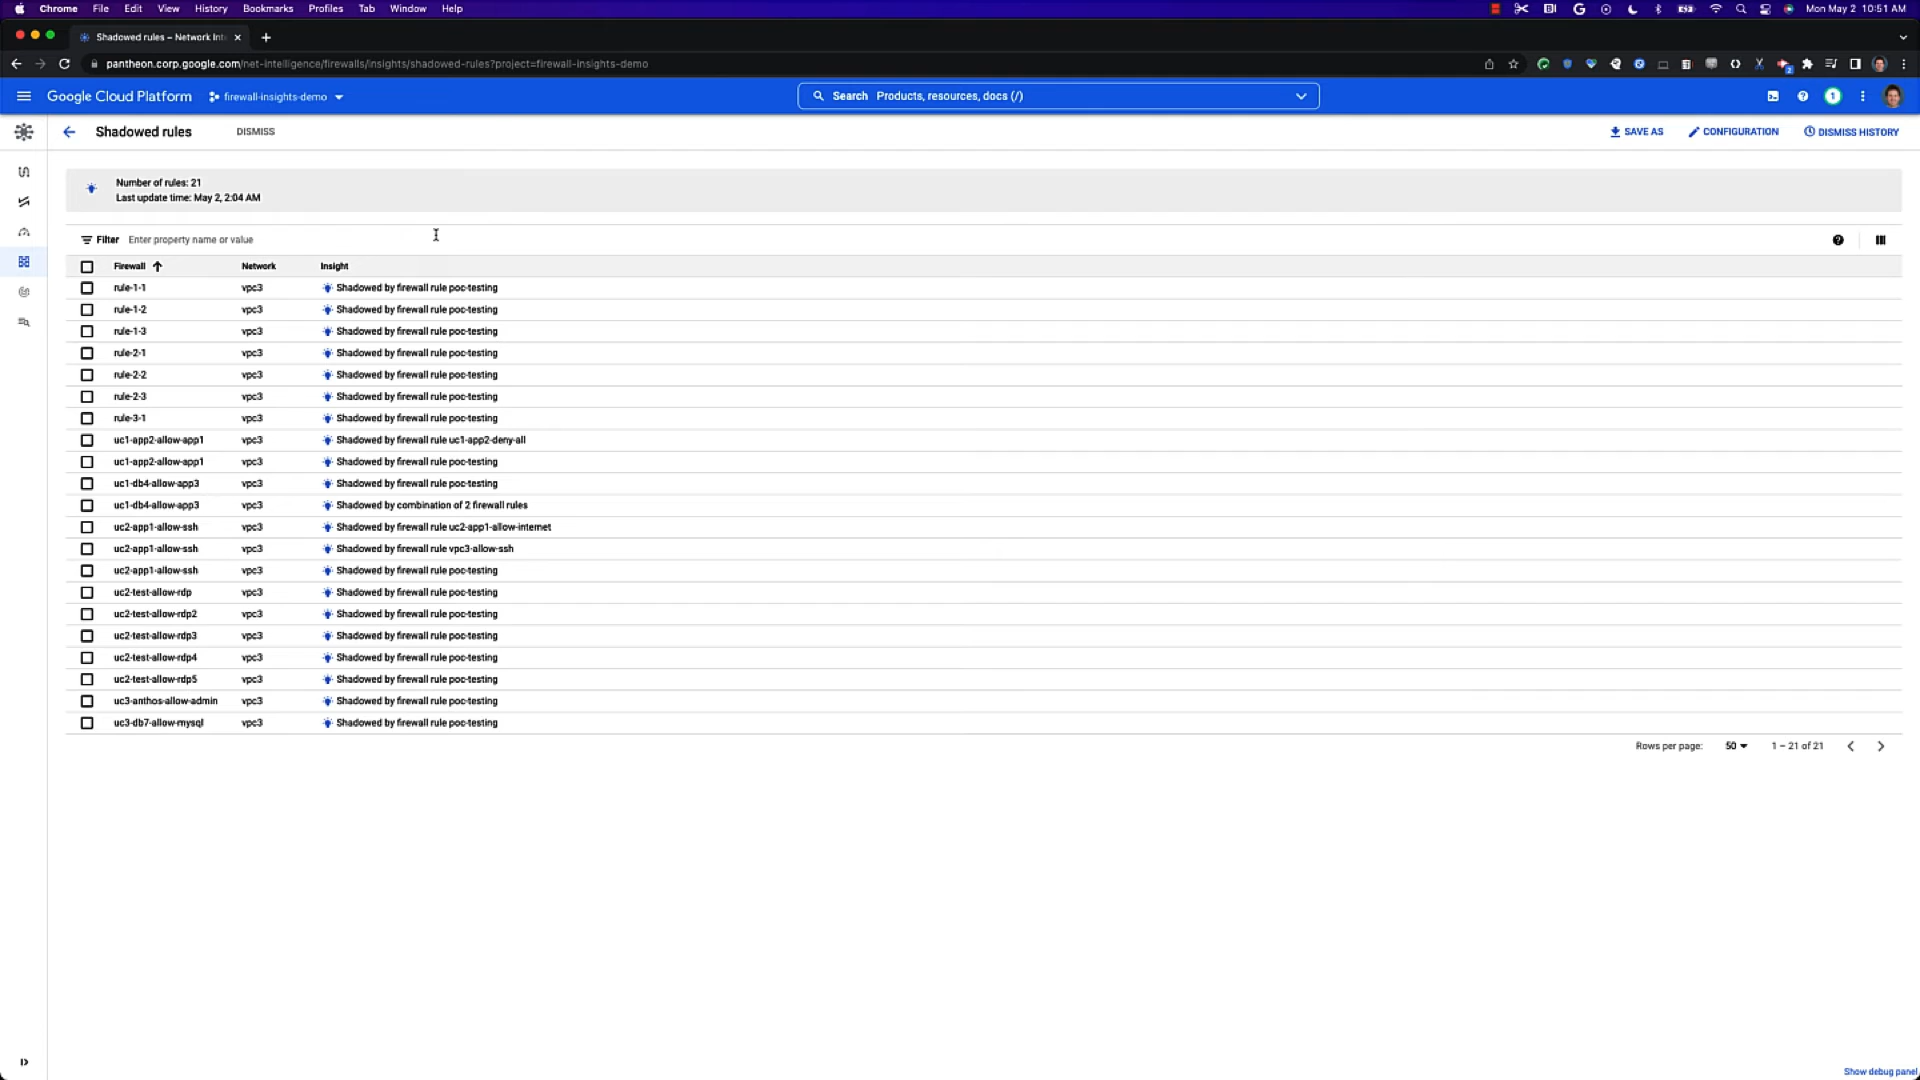 Chrome File Edit View History Bookmarks Profiles Tab Window Help Mon May 2 10:51 AM
Shadowed rules – Network Int
pantheon.corp.google.com/net-intelligence/firewalls/insights/shadowed-rules?project=firewall-insights-demo
Google Cloud Platform firewall-insights-demo Search Products, resources, docs (/) 1
Shadowed rules DISMISS SAVE AS CONFIGURATION DISMISS HISTORY
Number of rules: 21
Last update time: May 2, 2:04 AM
Filter Enter property name or value
Firewall Network Insight
rule-1-1 vpc3 Shadowed by firewall rule poc-testing
rule-1-2 vpc3 Shadowed by firewall rule poc-testing
rule-1-3 vpc3 Shadowed by firewall rule poc-testing
rule-2-1 vpc3 Shadowed by firewall rule poc-testing
rule-2-2 vpc3 Shadowed by firewall rule poc-testing
rule-2-3 vpc3 Shadowed by firewall rule poc-testing
rule-3-1 vpc3 Shadowed by firewall rule poc-testing
uc1-app2-allow-app1 vpc3 Shadowed by firewall rule uc1-app2-deny-all
uc1-app2-allow-app1 vpc3 Shadowed by firewall rule poc-testing
uc1-db4-allow-app3 vpc3 Shadowed by firewall rule poc-testing
uc1-db4-allow-app3 vpc3 Shadowed by combination of 2 firewall rules
uc2-app1-allow-ssh vpc3 Shadowed by firewall rule uc2-app1-allow-internet
uc2-app1-allow-ssh vpc3 Shadowed by firewall rule vpc3-allow-ssh
uc2-app1-allow-ssh vpc3 Shadowed by firewall rule poc-testing
uc2-test-allow-rdp vpc3 Shadowed by firewall rule poc-testing
uc2-test-allow-rdp2 vpc3 Shadowed by firewall rule poc-testing
uc2-test-allow-rdp3 vpc3 Shadowed by firewall rule poc-testing
uc2-test-allow-rdp4 vpc3 Shadowed by firewall rule poc-testing
uc2-test-allow-rdp5 vpc3 Shadowed by firewall rule poc-testing
uc3-anthos-allow-admin vpc3 Shadowed by firewall rule poc-testing
uc3-db7-allow-mysql vpc3 Shadowed by firewall rule poc-testing
Rows per page: 50 1 – 21 of 21
Show debug panel